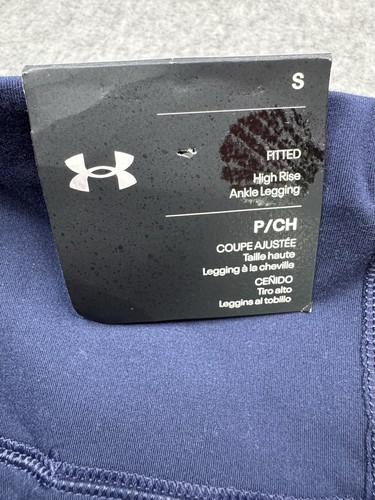 S
FITTED
High Rise
Ankle Legging
P/CH
COUPE AJUSTÉE
Taille haute
Legging à la cheville
CEÑIDO
Tiro alto
Leggins al tobillo